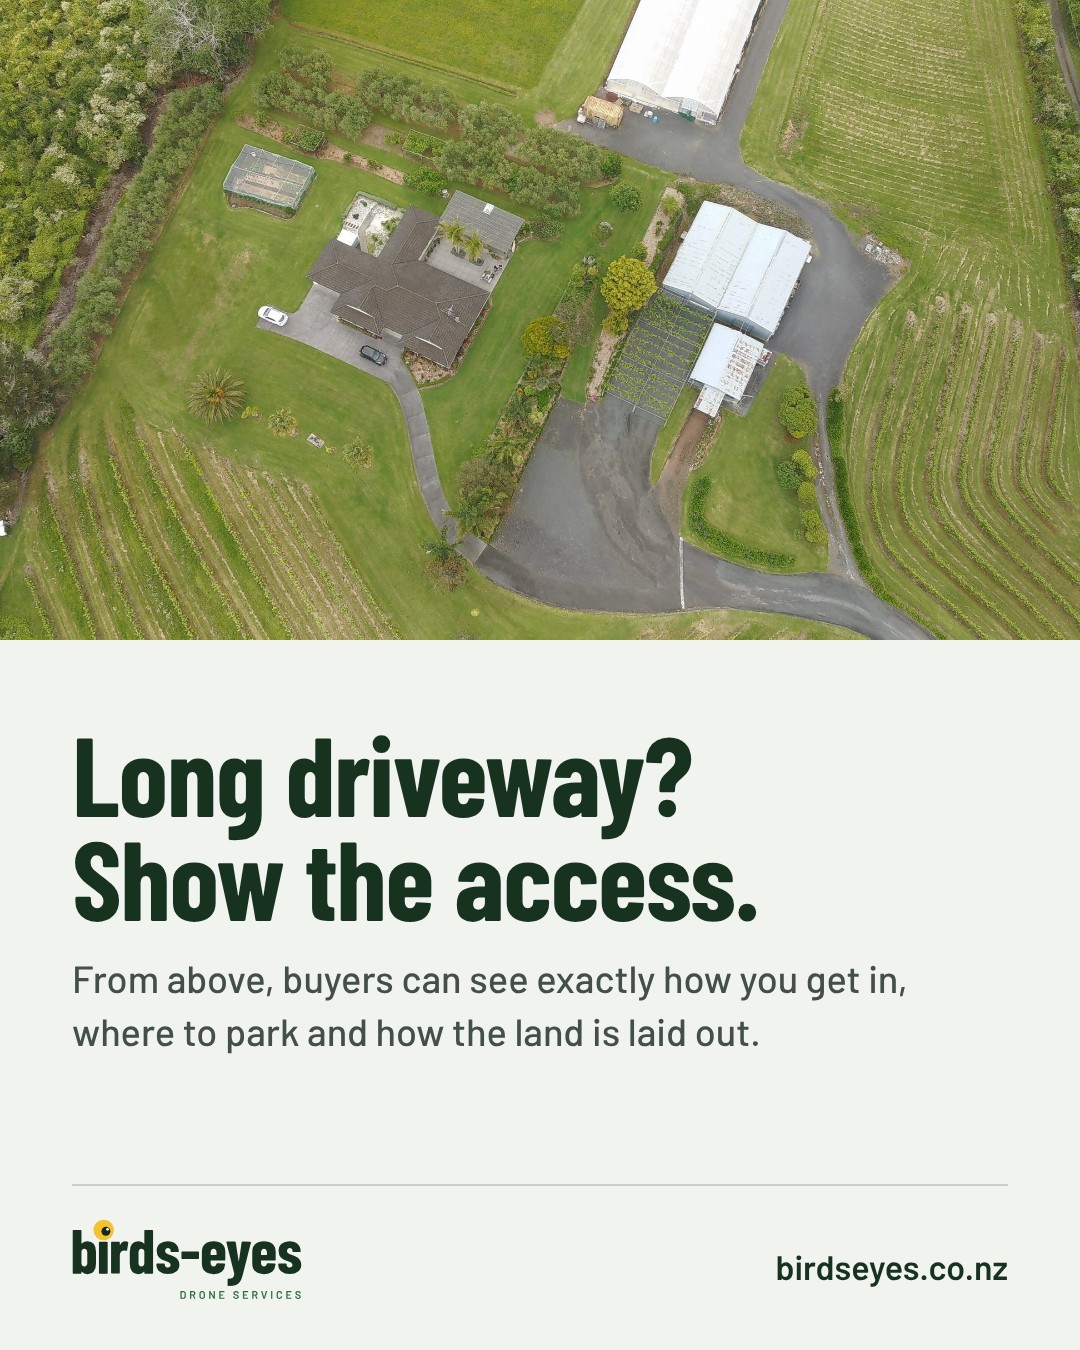 Long driveway?
Show the access.
From above, buyers can see exactly how you get in,
where to park and how the land is laid out.
birds-eyes
DRONE SERVICES
birdseyes.co.nz